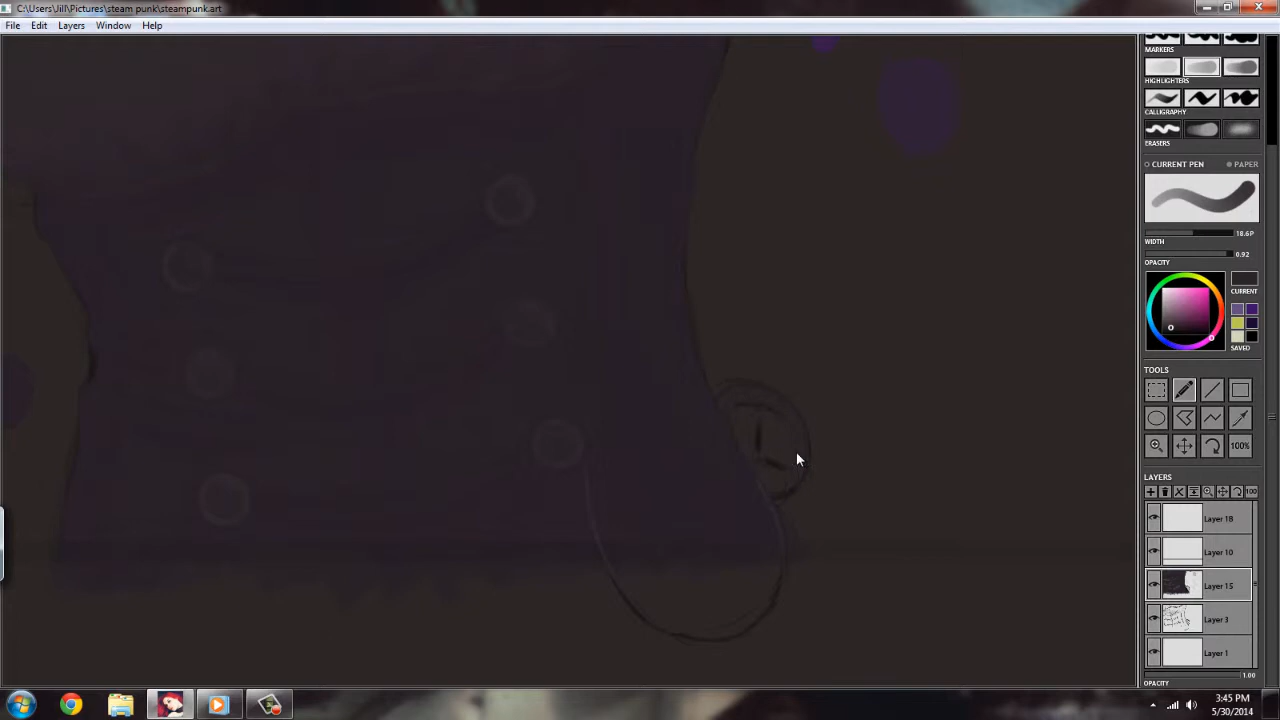 C:\Users\Jill\Pictures\steam punk\steampunk.art
File Edit Layers Window Help
MARKERS
HIGHLIGHTERS
CALLIGRAPHY
ERASERS
CURRENT PEN PAPER
18.6P
WIDTH
0.92
OPACITY
CURRENT
SAVED
TOOLS
100%
LAYERS
100
Layer 18
Layer 10
Layer 15
Layer 3
Layer 1
1.00
OPACITY
3:45 PM
5/30/2014